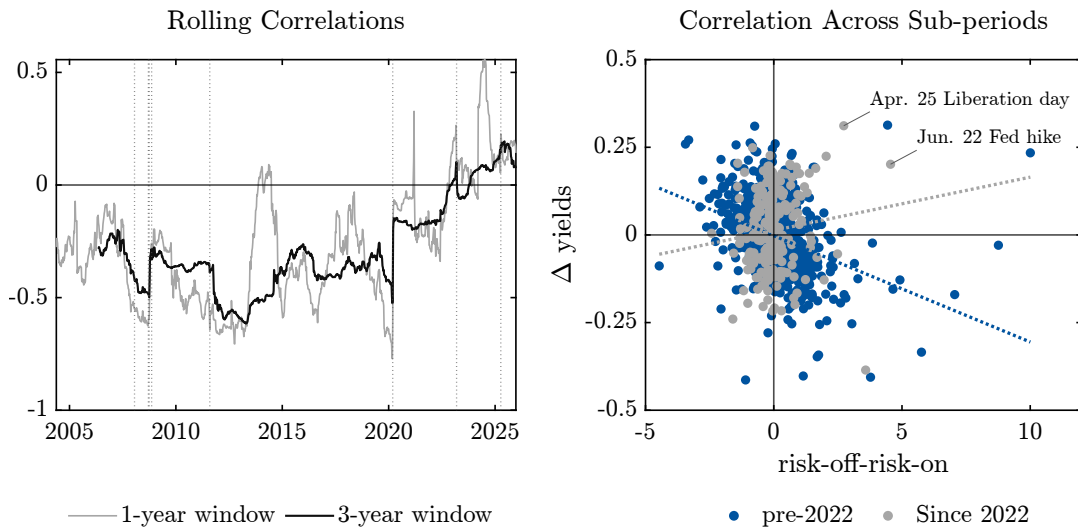 Rolling Correlations
0.5
0
-0.5
-1
2005
2010
2015
2020
2025
1-year window
3-year window
Correlation Across Sub-periods
Apr. 25 Liberation day
Jun. 22 Fed hike
Δ yields
0.5
0.25
0
-0.25
-0.5
-5
0
5
10
risk-off-risk-on
pre-2022
Since 2022